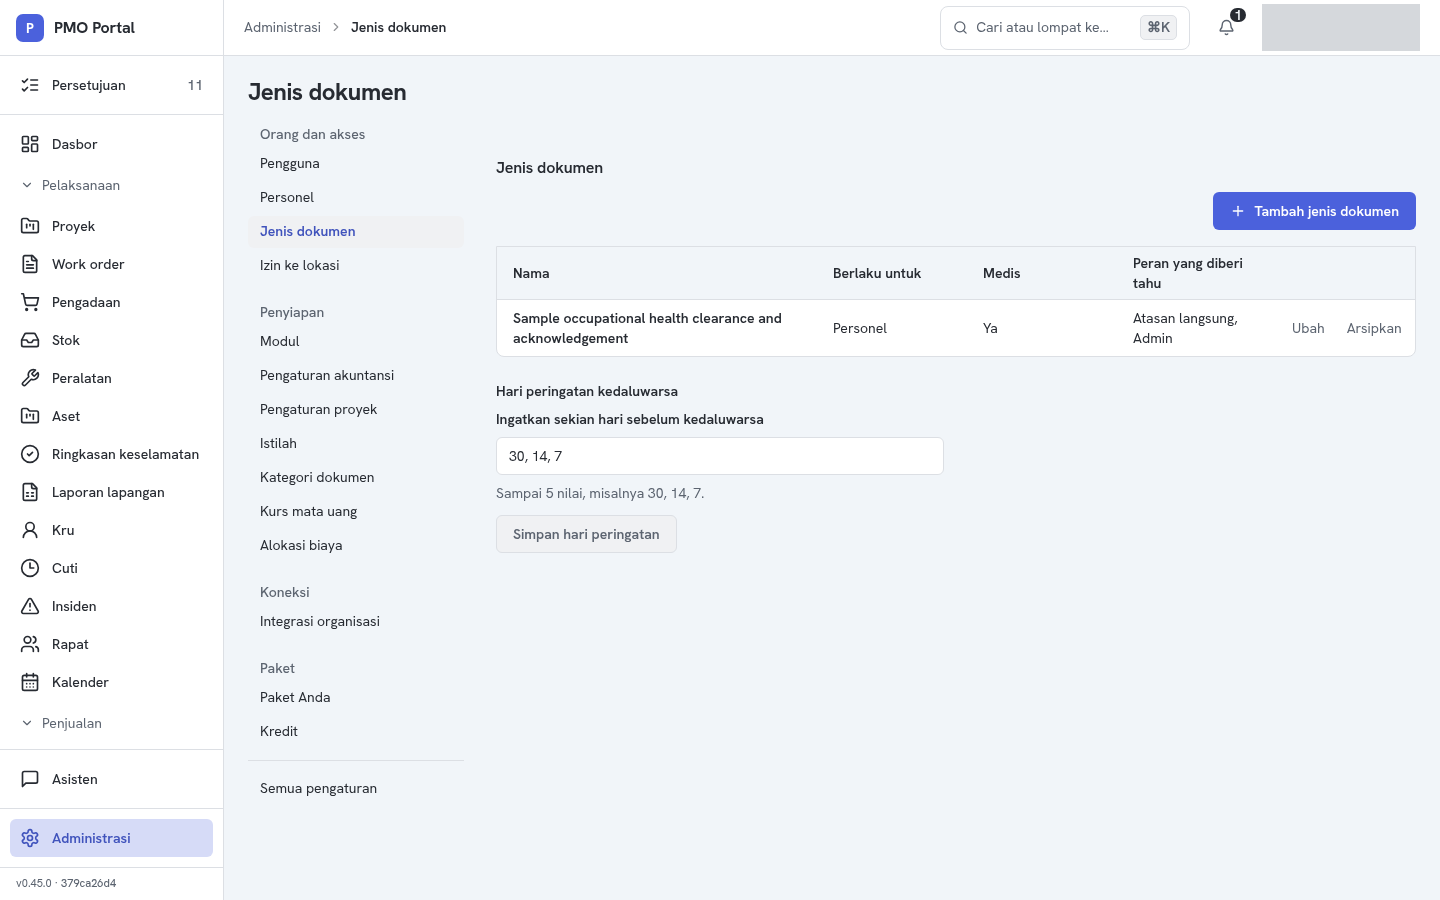 P PMO Portal
Administrasi > Jenis dokumen
Cari atau lompat ke... ⌘K
1
Persetujuan 11
Dasbor
Pelaksanaan
Proyek
Work order
Pengadaan
Stok
Peralatan
Aset
Ringkasan keselamatan
Laporan lapangan
Kru
Cuti
Insiden
Rapat
Kalender
Penjualan
Asisten
Administrasi
v0.45.0 · 379ca26d4
Jenis dokumen
Orang dan akses
Pengguna
Personel
Jenis dokumen
Izin ke lokasi
Penyiapan
Modul
Pengaturan akuntansi
Pengaturan proyek
Istilah
Kategori dokumen
Kurs mata uang
Alokasi biaya
Koneksi
Integrasi organisasi
Paket
Paket Anda
Kredit
Semua pengaturan
Jenis dokumen
+ Tambah jenis dokumen
Nama Berlaku untuk Medis Peran yang diberi
tahu
Sample occupational health clearance and
acknowledgement
Personel
Ya
Atasan langsung,
Admin
Ubah Arsipkan
Hari peringatan kedaluwarsa
Ingatkan sekian hari sebelum kedaluwarsa
30, 14, 7
Sampai 5 nilai, misalnya 30, 14, 7.
Simpan hari peringatan